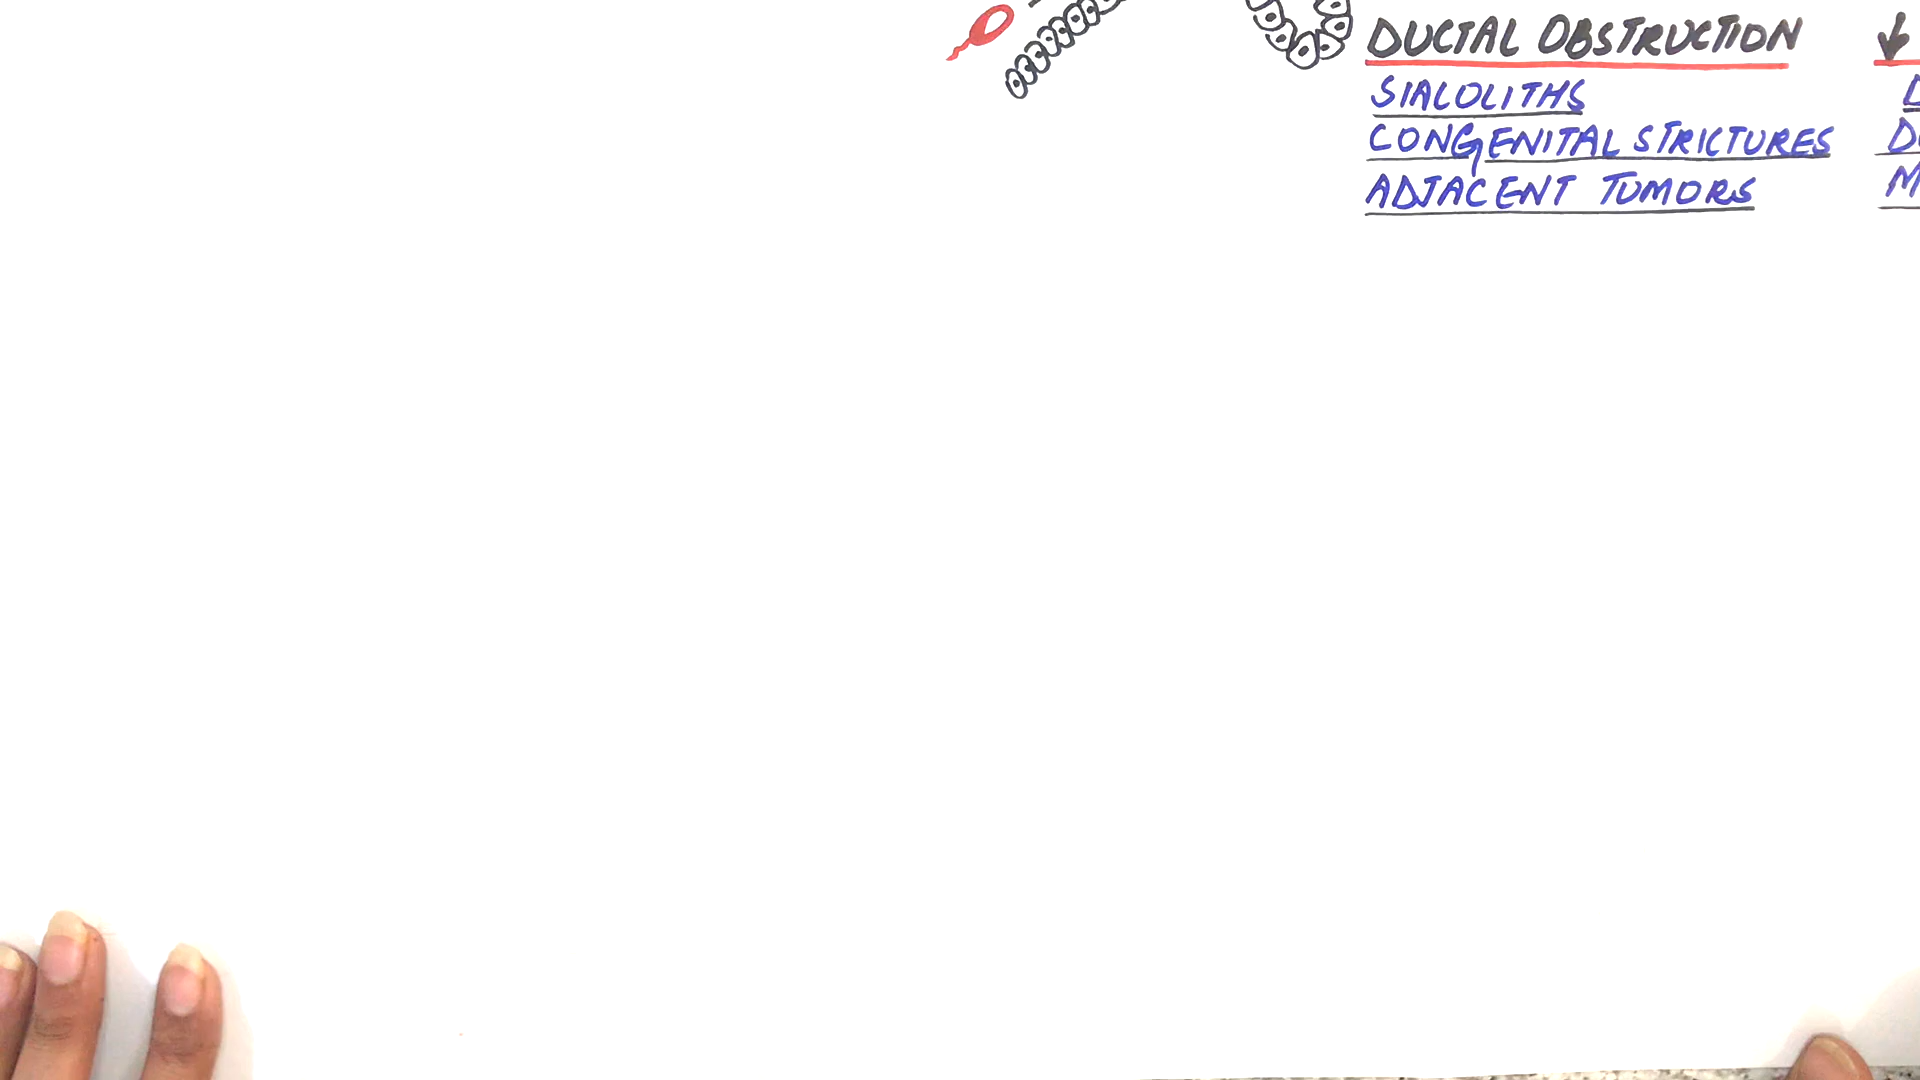 DUCTAL OBSTRUCTION ↓
SIALOLITHS
CONGENITAL STRICTURES
ADJACENT TUMORS